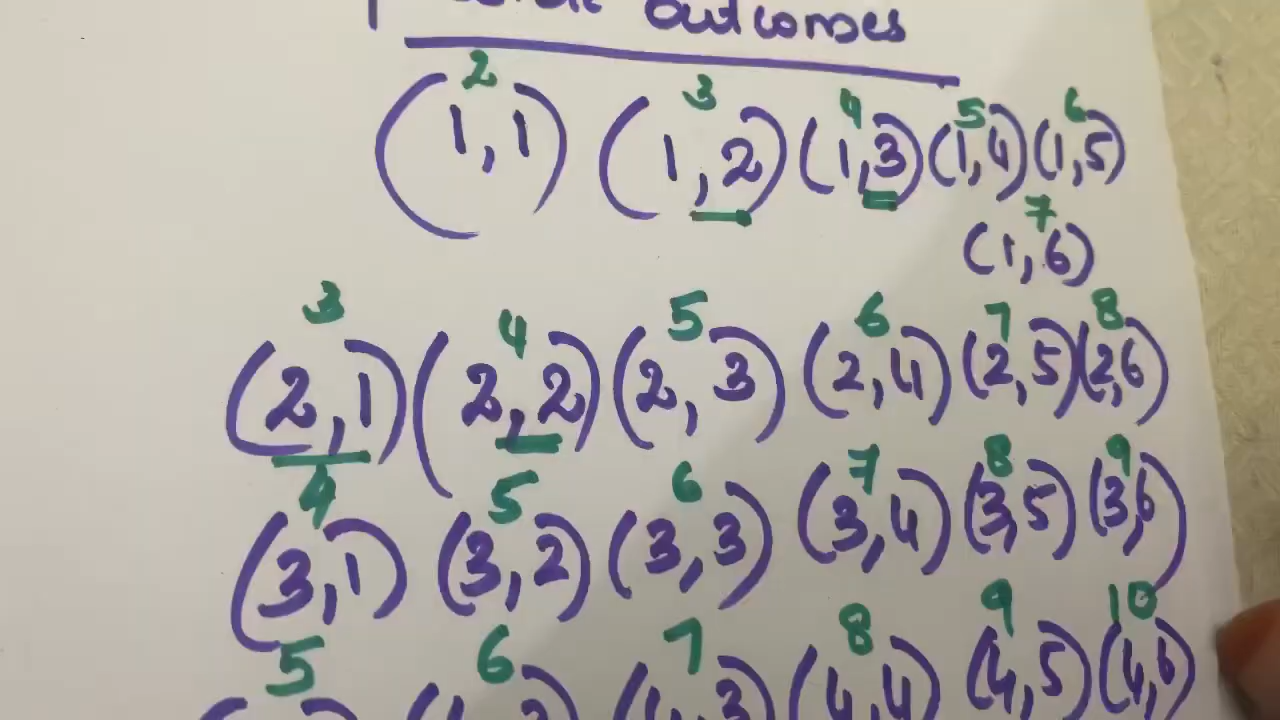 outcomes
2 3 4 5 6
(1,1) (1,2) (1,3) (1,4) (1,5)
7
(1,6)
3 4 5 6 7 8
(2,1) (2,2) (2,3) (2,4) (2,5) (2,6)
4 5 6 7 8 9
(3,1) (3,2) (3,3) (3,4) (3,5) (3,6)
5 6 7 8 9 10
(4,3) (4,4) (4,5) (4,6)